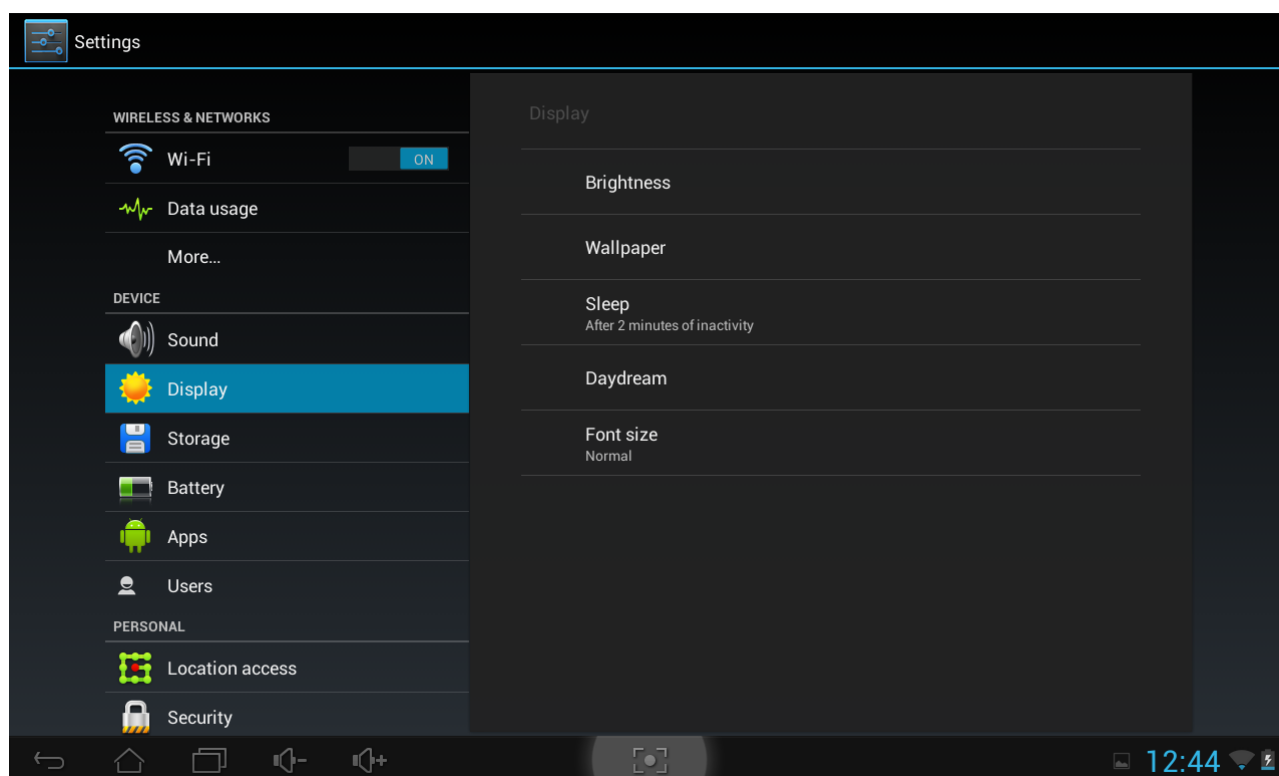 Settings
WIRELESS & NETWORKS
Wi-Fi ON
Data usage
More...
DEVICE
Sound
Display
Storage
Battery
Apps
Users
PERSONAL
Location access
Security
Display
Brightness
Wallpaper
Sleep
After 2 minutes of inactivity
Daydream
Font size
Normal
12:44